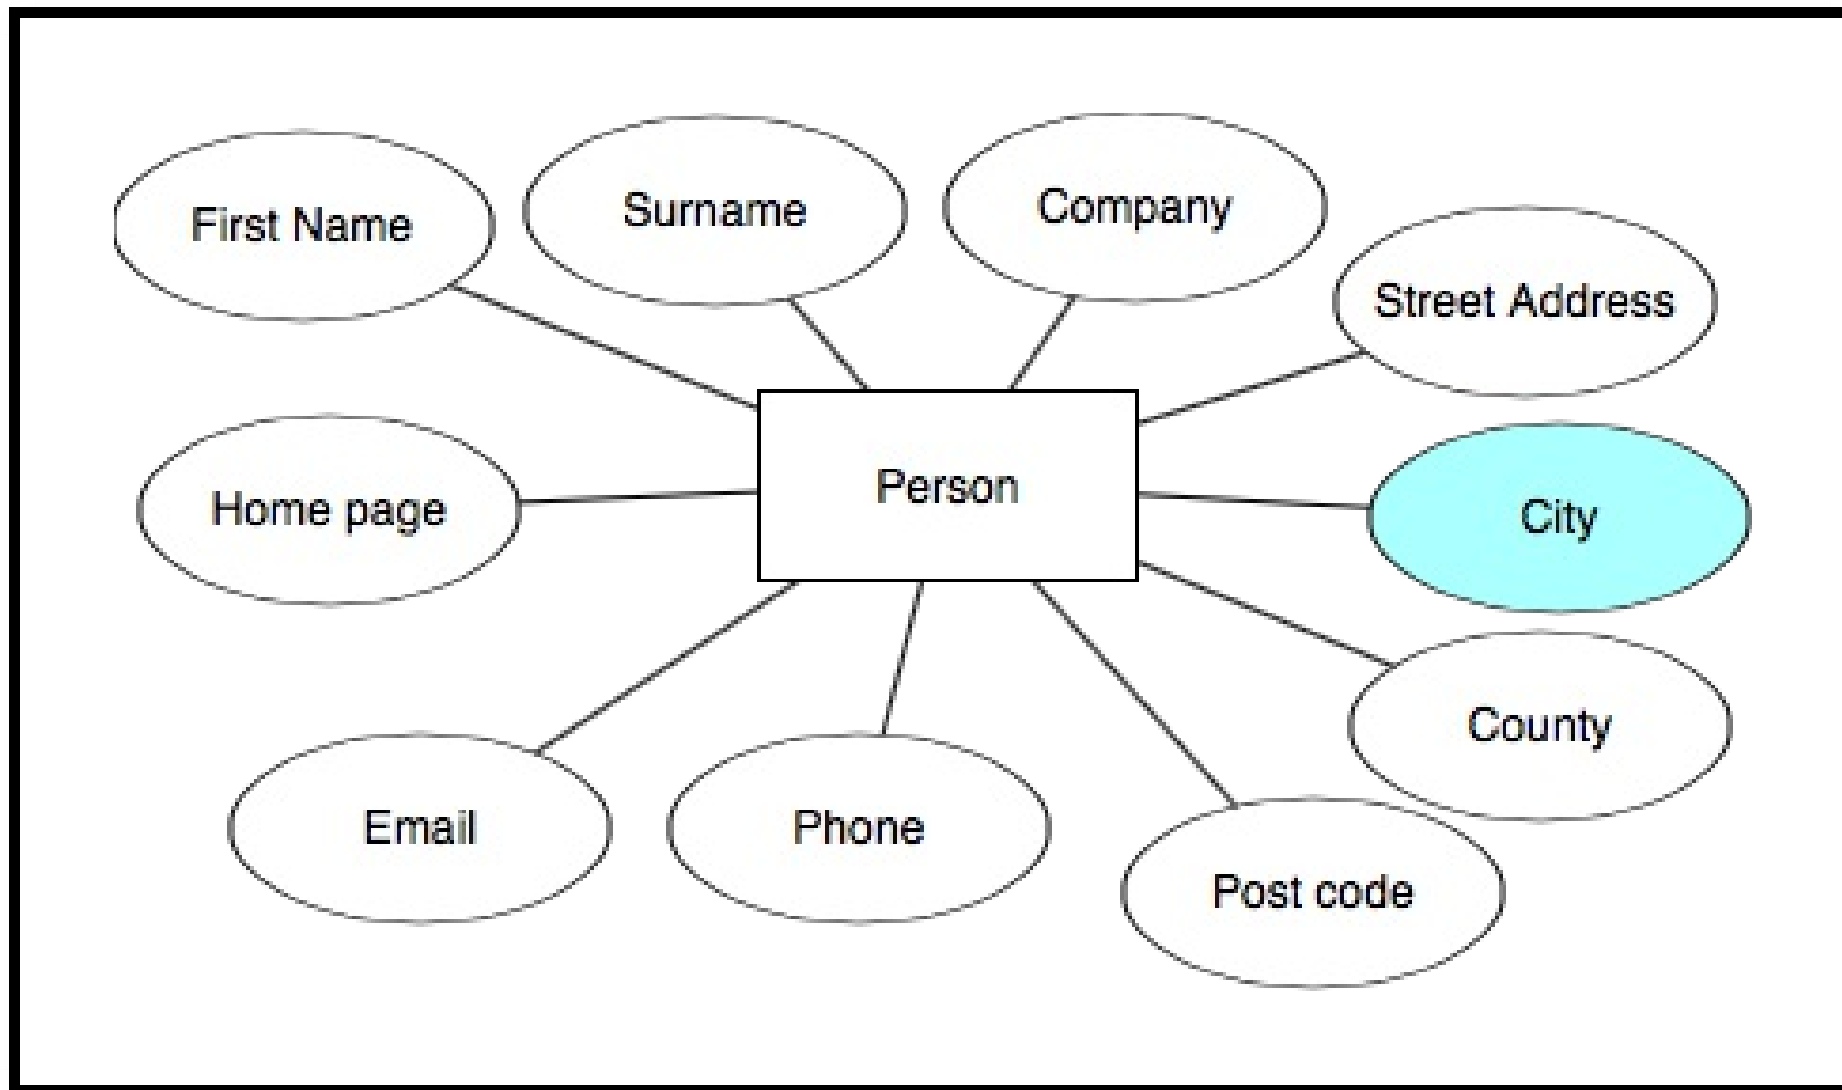 First Name
Surname
Company
Street Address
Person
Home page
City
County
Email
Phone
Post code